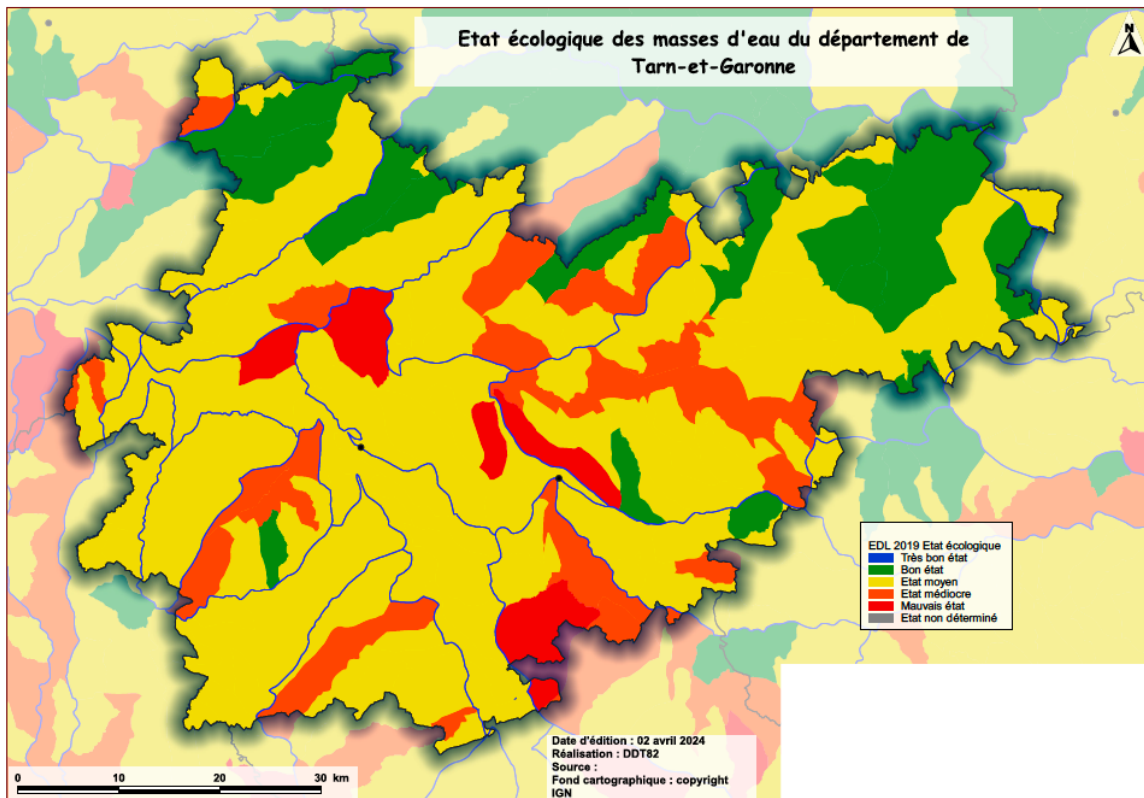 Etat écologique des masses d'eau du département de
Tarn-et-Garonne
N
EDL 2019 Etat écologique
Très bon état
Bon état
Etat moyen
Etat médiocre
Mauvais état
Etat non déterminé
Date d'édition : 02 avril 2024
Réalisation : DDT82
Source :
Fond cartographique : copyright
IGN
0 10 20 30 km